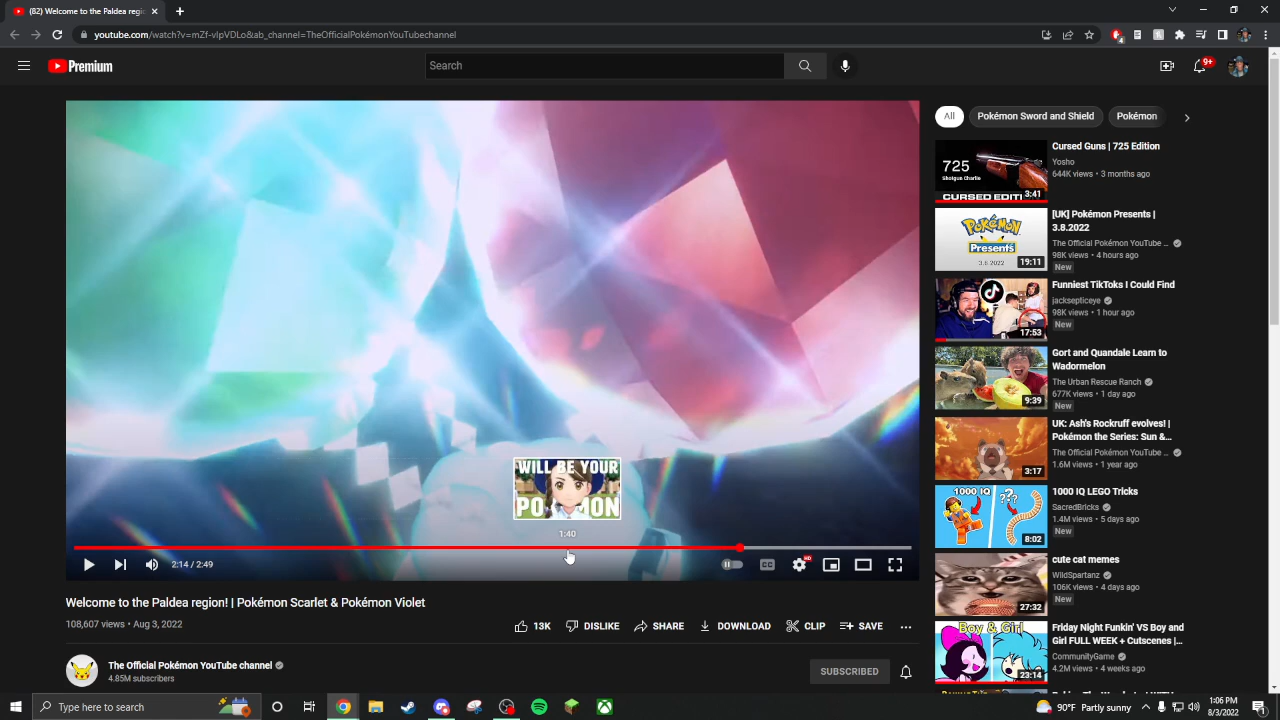 (82) Welcome to the Paldea regio
youtube.com/watch?v=mZf-vIpVDLo&ab_channel=TheOfficialPokémonYouTubechannel
4
Premium
Search
9+
All
Pokémon Sword and Shield
Pokémon
725
Shotgun Charlie
CURSED EDITI
3:41
Cursed Guns | 725 Edition
Yosho
644K views • 3 months ago
POKÉMON
Presents
3.8.2022
19:11
[UK] Pokémon Presents |
3.8.2022
The Official Pokémon YouTube ...
98K views • 4 hours ago
New
17:53
Funniest TikToks I Could Find
jacksepticeye
98K views • 1 hour ago
New
9:39
Gort and Quandale Learn to
Wadormelon
The Urban Rescue Ranch
677K views • 1 day ago
New
3:17
UK: Ash's Rockruff evolves! |
Pokémon the Series: Sun &...
The Official Pokémon YouTube ...
1.6M views • 1 year ago
1000 IQ
???
8:02
1000 IQ LEGO Tricks
SacredBricks
1.4M views • 5 days ago
New
27:32
cute cat memes
WildSpartanz
106K views • 4 days ago
New
Boy & Girl
23:14
Friday Night Funkin' VS Boy and
Girl FULL WEEK + Cutscenes |...
CommunityGame
4.2M views • 4 weeks ago
WILL BE YOUR
PO MON
1:40
2:14 / 2:49
CC
HD
Welcome to the Paldea region! | Pokémon Scarlet & Pokémon Violet
108,607 views • Aug 3, 2022
13K
DISLIKE
SHARE
DOWNLOAD
CLIP
SAVE
The Official Pokémon YouTube channel
4.85M subscribers
SUBSCRIBED
Type here to search
90°F Partly sunny
1:06 PM
8/3/2022